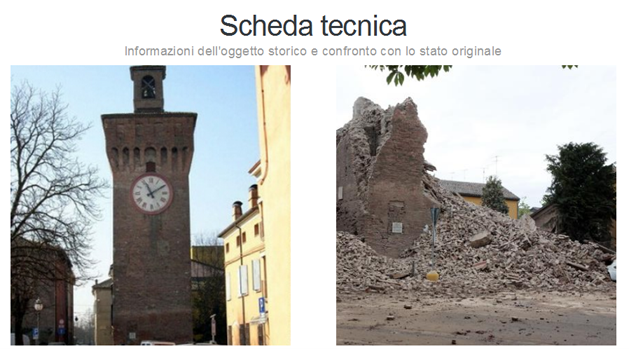 Scheda tecnica
Informazioni dell'oggetto storico e confronto con lo stato originale